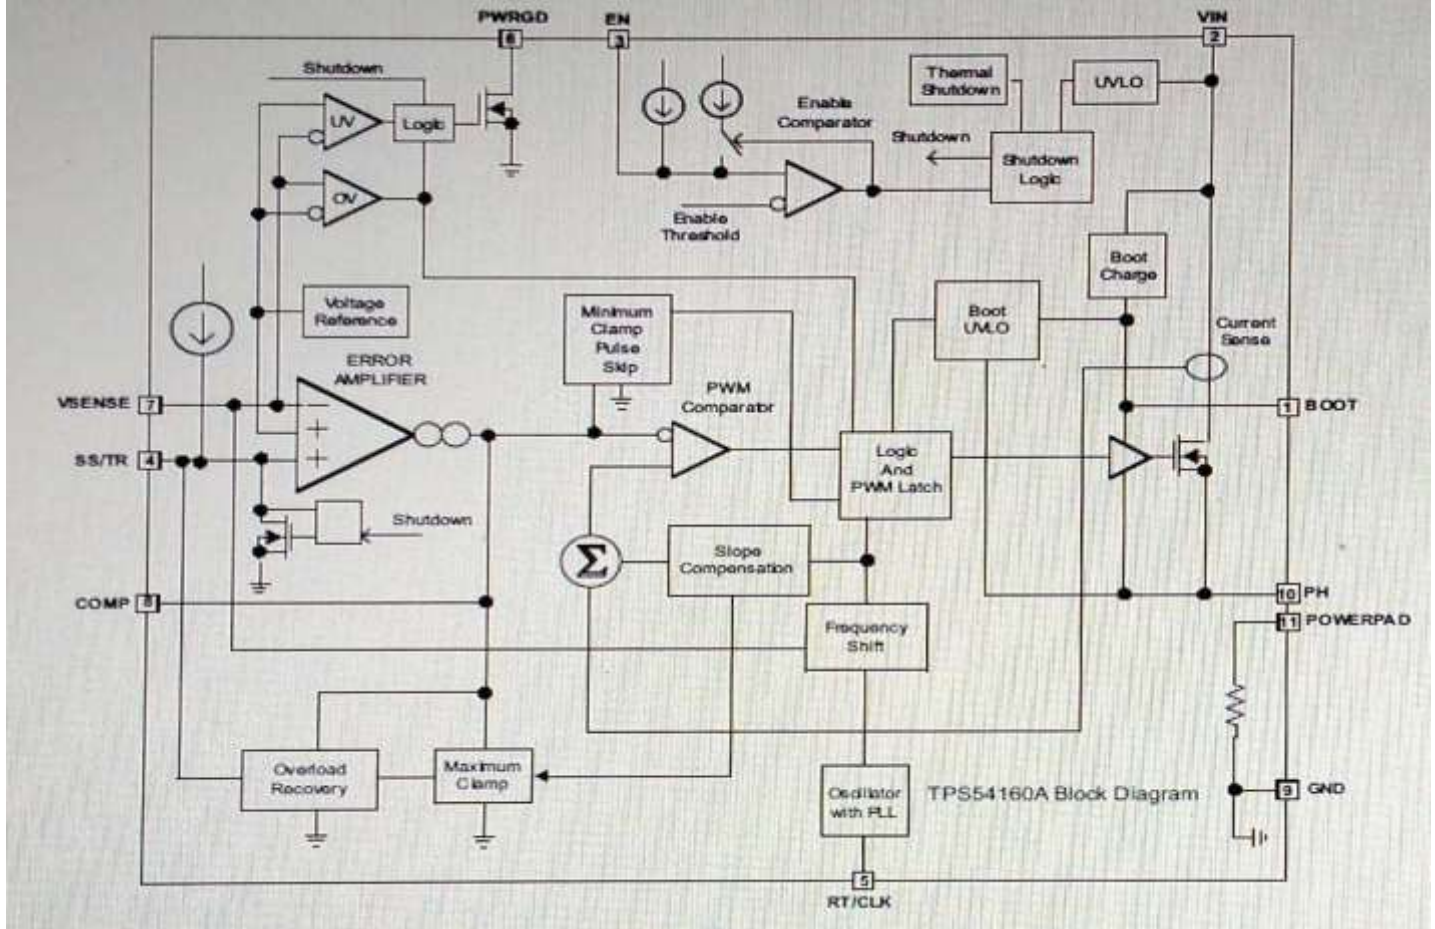 PWRGD
6
EN
3
VIN
2
Shutdown
UV
Logic
OV
Enable
Comparator
Enable
Threshold
Thermal
Shutdown
UVLO
Shutdown
Shutdown
Logic
Boot
Charge
Voltage
Reference
ERROR
AMPLIFIER
Minimum
Clamp
Pulse
Skip
PWM
Comparator
Boot
UVLO
Current
Sense
VSENSE 7
SS/TR 4
−
+
+
1 BOOT
Logic
And
PWM Latch
Shutdown
Σ
Slope
Compensation
COMP 8
Frequency
Shift
10 PH
11 POWERPAD
Overload
Recovery
Maximum
Clamp
Oscillator
with PLL
TPS54160A Block Diagram
9 GND
5
RT/CLK